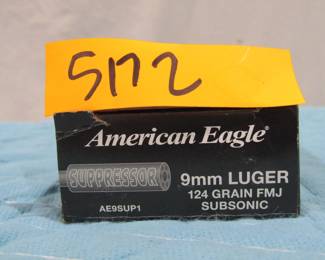 5172
American Eagle®
SUPPRESSOR
9mm LUGER
124 GRAIN FMJ
AE9SUP1
SUBSONIC